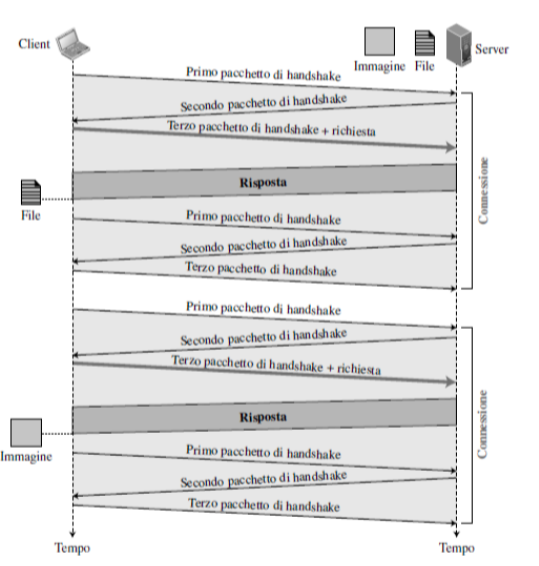 Client
Immagine File
Server
Primo pacchetto di handshake
Secondo pacchetto di handshake
Terzo pacchetto di handshake + richiesta
Risposta
File
Primo pacchetto di handshake
Secondo pacchetto di handshake
Terzo pacchetto di handshake
Connessione
Primo pacchetto di handshake
Secondo pacchetto di handshake
Terzo pacchetto di handshake + richiesta
Risposta
Immagine
Primo pacchetto di handshake
Secondo pacchetto di handshake
Terzo pacchetto di handshake
Connessione
Tempo
Tempo